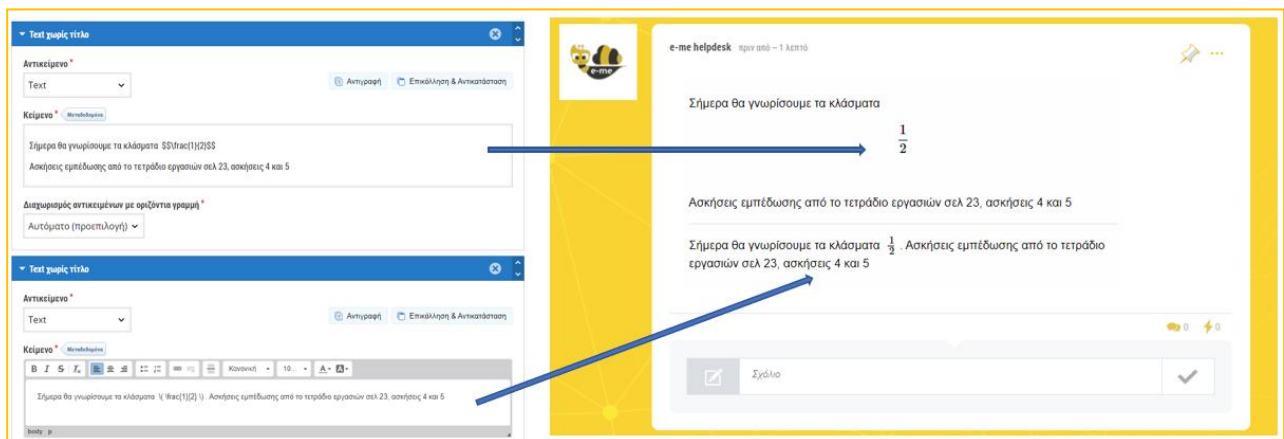 Text χωρίς τίτλο
Αντικείμενο *
Text
Αντιγραφή
Επικόλληση & Αντικατάσταση
Κείμενο * Μεταδεδομένα
Σήμερα θα γνωρίσουμε τα κλάσματα $$\frac{1}{2}$$
Ασκήσεις εμπέδωσης από το τετράδιο εργασιών σελ 23, ασκήσεις 4 και 5
Διαχωρισμός αντικειμένων με οριζόντια γραμμή *
Αυτόματο (προεπιλογή)
Text χωρίς τίτλο
Αντικείμενο *
Text
Αντιγραφή
Επικόλληση & Αντικατάσταση
Κείμενο * Μεταδεδομένα
B I S Ix Κανονική 10... A A
Σήμερα θα γνωρίσουμε τα κλάσματα \( \frac{1}{2} \) . Ασκήσεις εμπέδωσης από το τετράδιο εργασιών σελ 23, ασκήσεις 4 και 5
body p
e-me
e-me helpdesk πριν από – 1 λεπτό
Σήμερα θα γνωρίσουμε τα κλάσματα
1
2
Ασκήσεις εμπέδωσης από το τετράδιο εργασιών σελ 23, ασκήσεις 4 και 5
Σήμερα θα γνωρίσουμε τα κλάσματα 1/2 . Ασκήσεις εμπέδωσης από το τετράδιο
εργασιών σελ 23, ασκήσεις 4 και 5
0 0
Σχόλιο